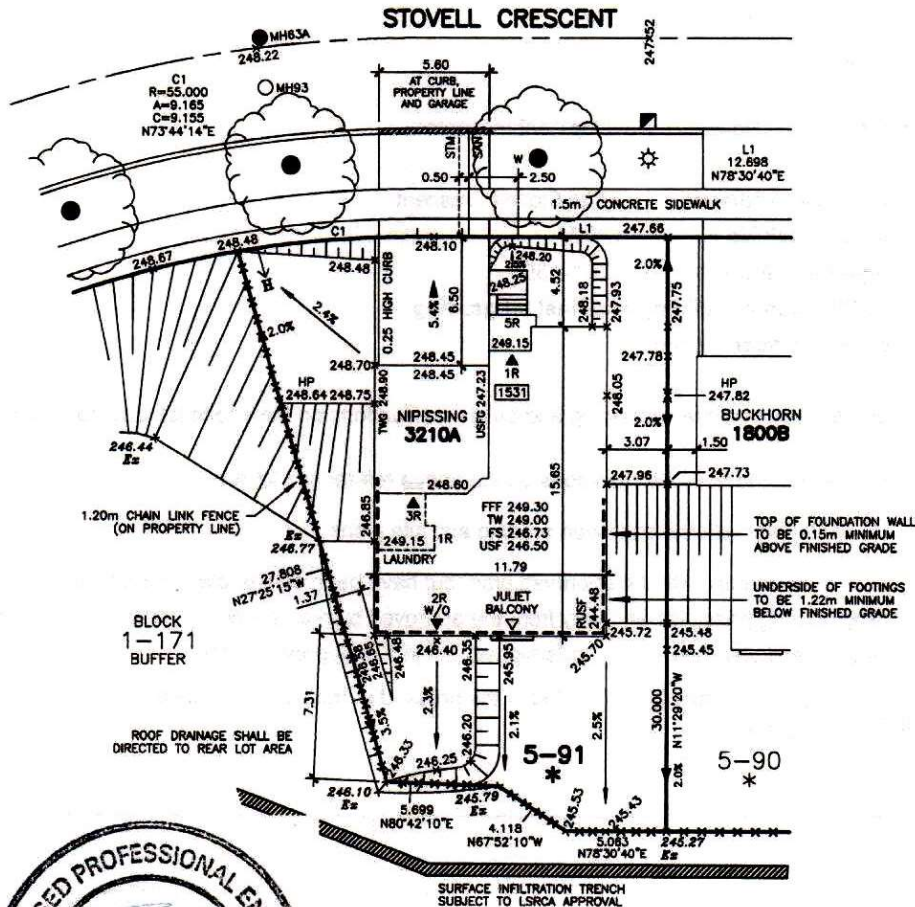 STOVELL CRESCENT
MH63A
248.22
247.52
C1
R=55.000
A=9.165
C=9.155
N73°44'14"E
MH93
5.60
AT CURB,
PROPERTY LINE
AND GARAGE
STM
SAN
W
0.50
2.50
L1
12.698
N78°30'40"E
1.5m CONCRETE SIDEWALK
248.67
248.48
C1
248.10
L1
247.66
248.48
248.20
248.25
2.0%
H
2.4%
0.25 HIGH CURB
5.4%
6.50
4.52
248.18
247.93
247.75
2.0%
5R
249.15
1R
1531
248.70
248.45
248.45
247.78
HP
248.64
248.75
TWG 248.90
USFG 247.23
248.05
HP
247.82
2.0%
NIPISSING
3210A
BUCKHORN
1800B
3.07
1.50
246.44
Ex
15.65
247.96
247.73
1.20m CHAIN LINK FENCE
(ON PROPERTY LINE)
248.60
246.85
3R
249.15
1R
LAUNDRY
FFF 249.30
TW 249.00
FS 246.73
USF 246.50
TOP OF FOUNDATION WALL
TO BE 0.15m MINIMUM
ABOVE FINISHED GRADE
Ex
246.77
27.808
N27°25'15"W
1.37
11.79
2R
W/O
JULIET
BALCONY
RUSF
244.48
UNDERSIDE OF FOOTINGS
TO BE 1.22m MINIMUM
BELOW FINISHED GRADE
BLOCK
1-171
BUFFER
246.65
246.48
246.40
246.35
245.95
245.70
245.72
245.48
245.45
7.31
3.5%
2.3%
246.20
2.1%
2.5%
30.000
N11°29'20"W
ROOF DRAINAGE SHALL BE
DIRECTED TO REAR LOT AREA
246.33
246.25
5-91
*
5-90
*
2.0%
246.10
Ex
5.699
N80°42'10"E
245.79
Ex
4.118
N67°52'10"W
245.53
245.43
5.083
N78°30'40"E
245.27
Ex
SURFACE INFILTRATION TRENCH
SUBJECT TO LSRCA APPROVAL
SED PROFESSIONAL EN